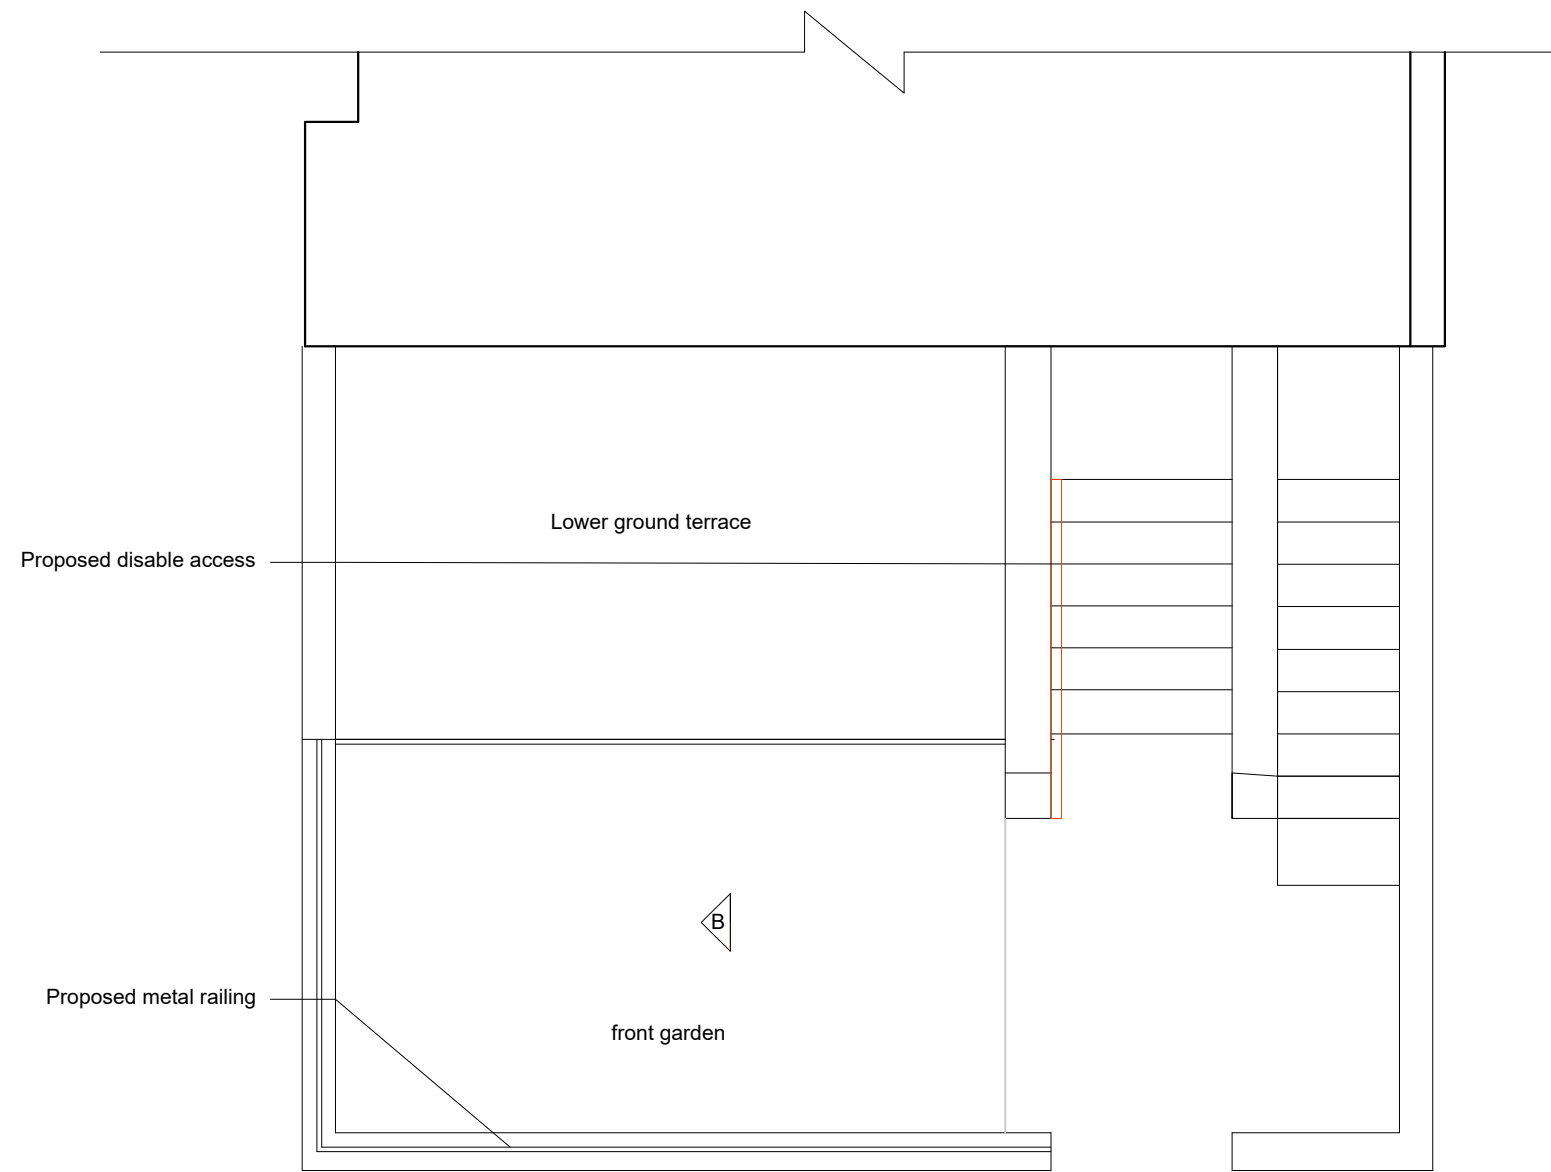 Lower ground terrace
Proposed disable access
B
Proposed metal railing
front garden